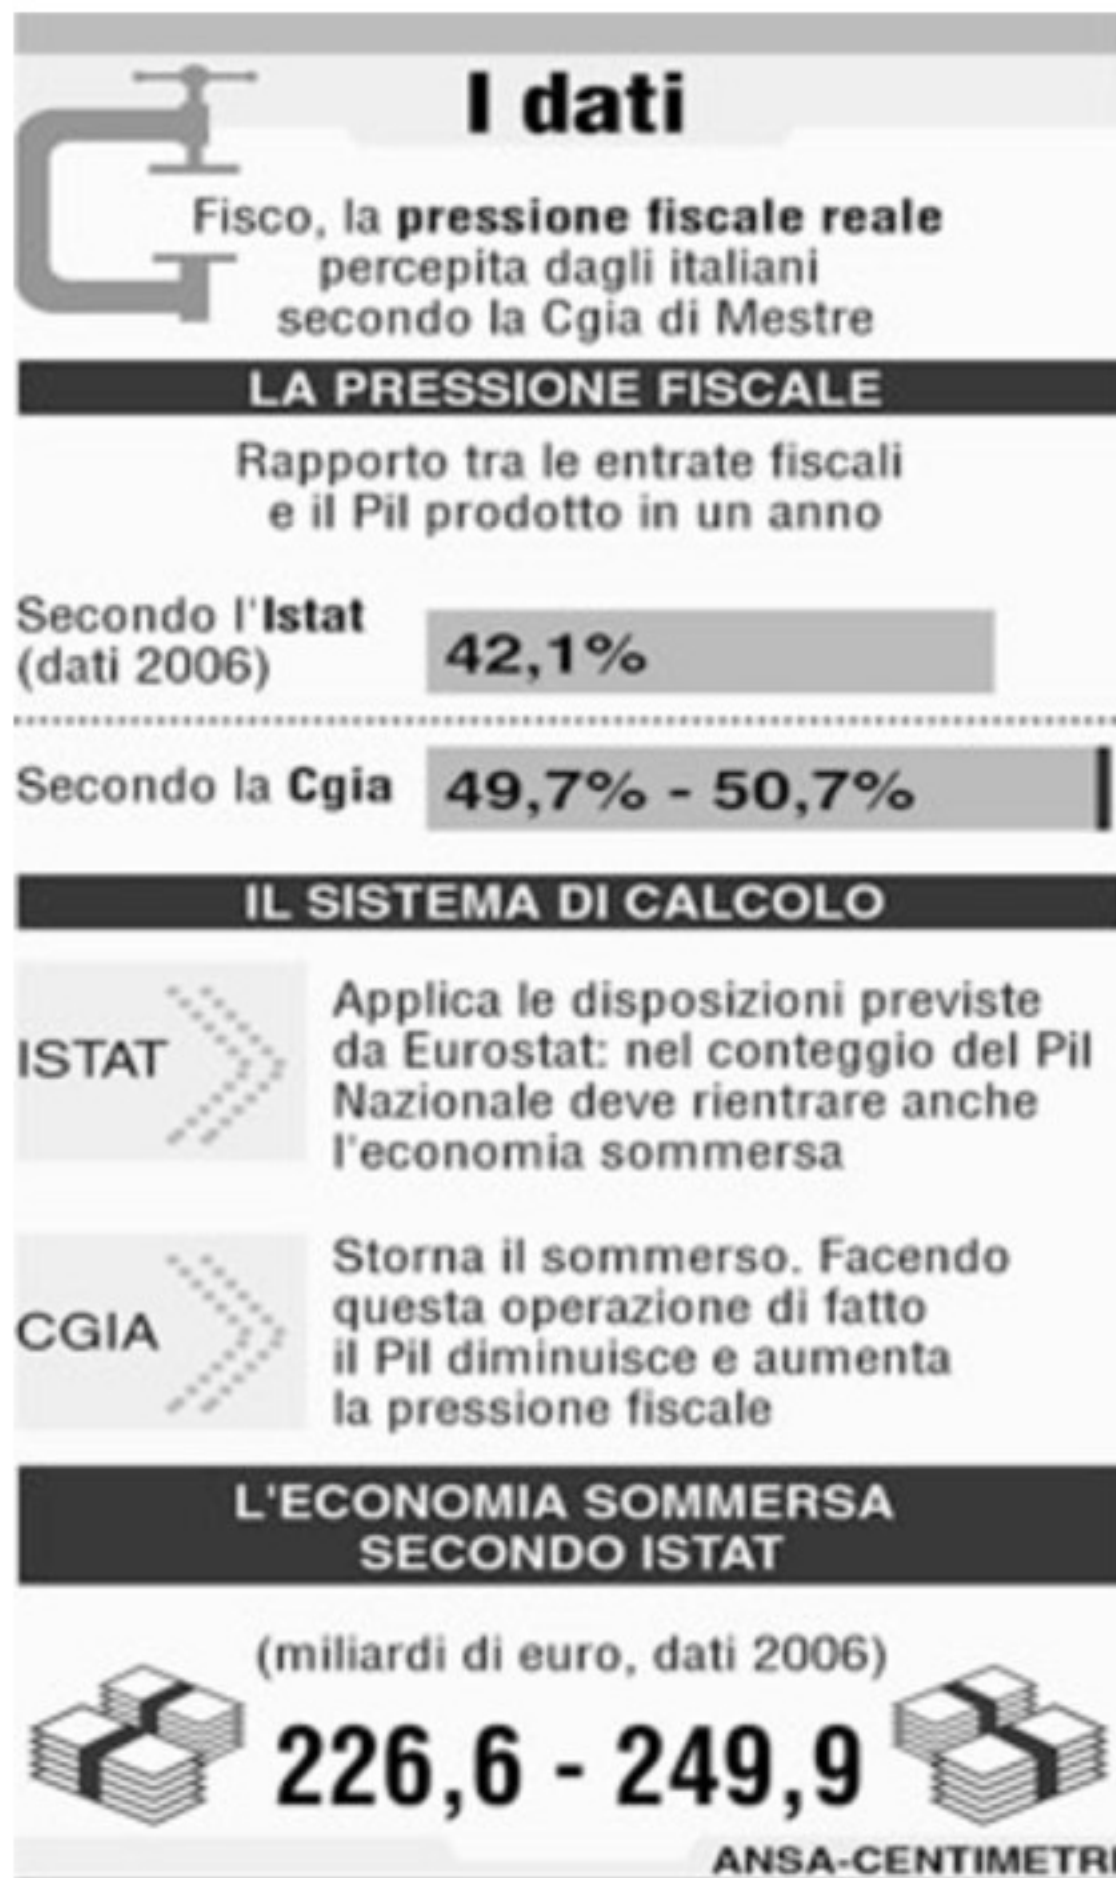 I dati
Fisco, la pressione fiscale reale
percepita dagli italiani
secondo la Cgia di Mestre
LA PRESSIONE FISCALE
Rapporto tra le entrate fiscali
e il Pil prodotto in un anno
Secondo l'Istat
(dati 2006)
42,1%
Secondo la Cgia
49,7% - 50,7%
IL SISTEMA DI CALCOLO
ISTAT
Applica le disposizioni previste
da Eurostat: nel conteggio del Pil
Nazionale deve rientrare anche
l'economia sommersa
CGIA
Storna il sommerso. Facendo
questa operazione di fatto
il Pil diminuisce e aumenta
la pressione fiscale
L'ECONOMIA SOMMERSA
SECONDO ISTAT
(miliardi di euro, dati 2006)
226,6 - 249,9
ANSA-CENTIMETRI